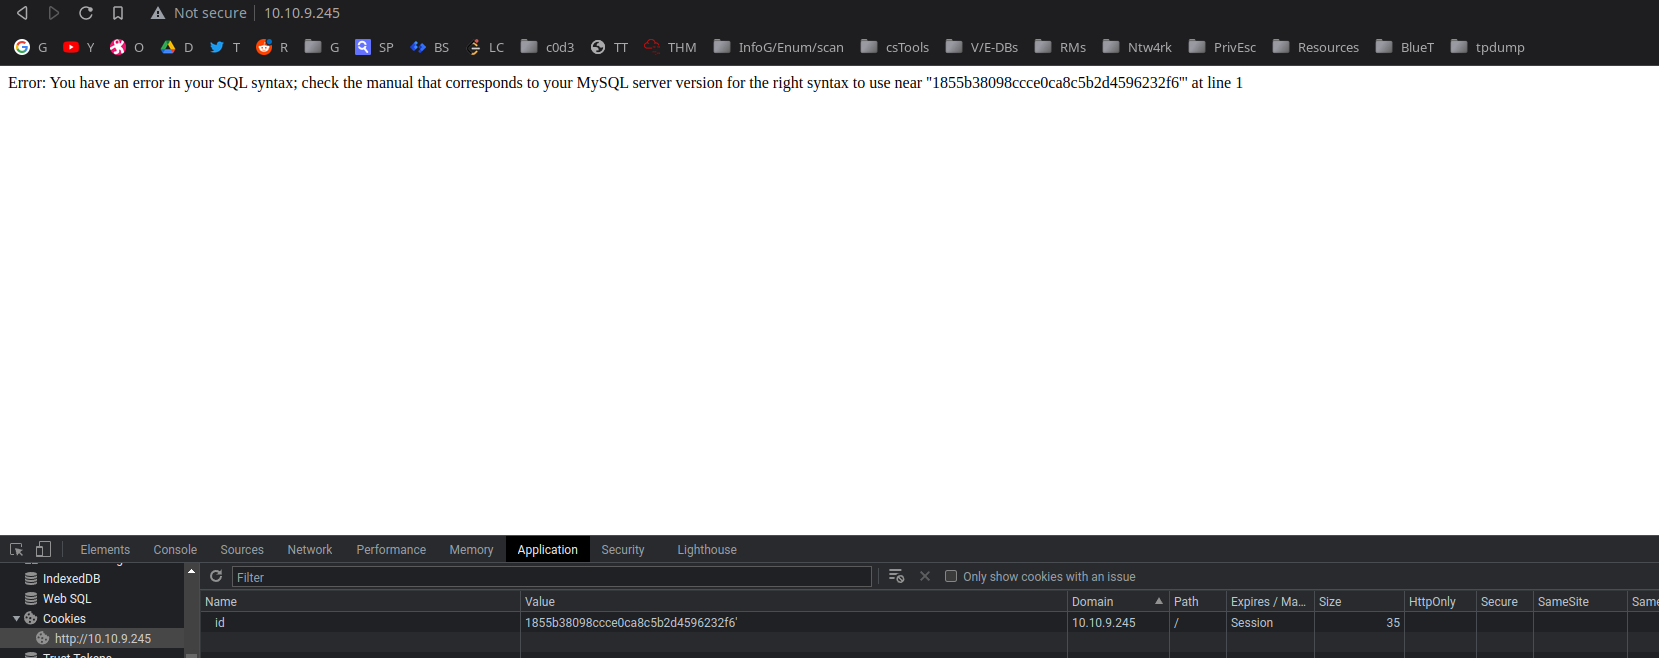 Not secure 10.10.9.245
G Y O D T R G SP BS LC c0d3 TT THM InfoG/Enum/scan csTools V/E-DBs RMs Ntw4rk PrivEsc Resources BlueT tpdump
Error: You have an error in your SQL syntax; check the manual that corresponds to your MySQL server version for the right syntax to use near ''1855b38098ccce0ca8c5b2d4596232f6''' at line 1
Elements Console Sources Network Performance Memory Application Security Lighthouse
IndexedDB
Web SQL
Cookies
http://10.10.9.245
Filter
Only show cookies with an issue
Name Value Domain Path Expires / Ma... Size HttpOnly Secure SameSite Same
id 1855b38098ccce0ca8c5b2d4596232f6' 10.10.9.245 / Session 35